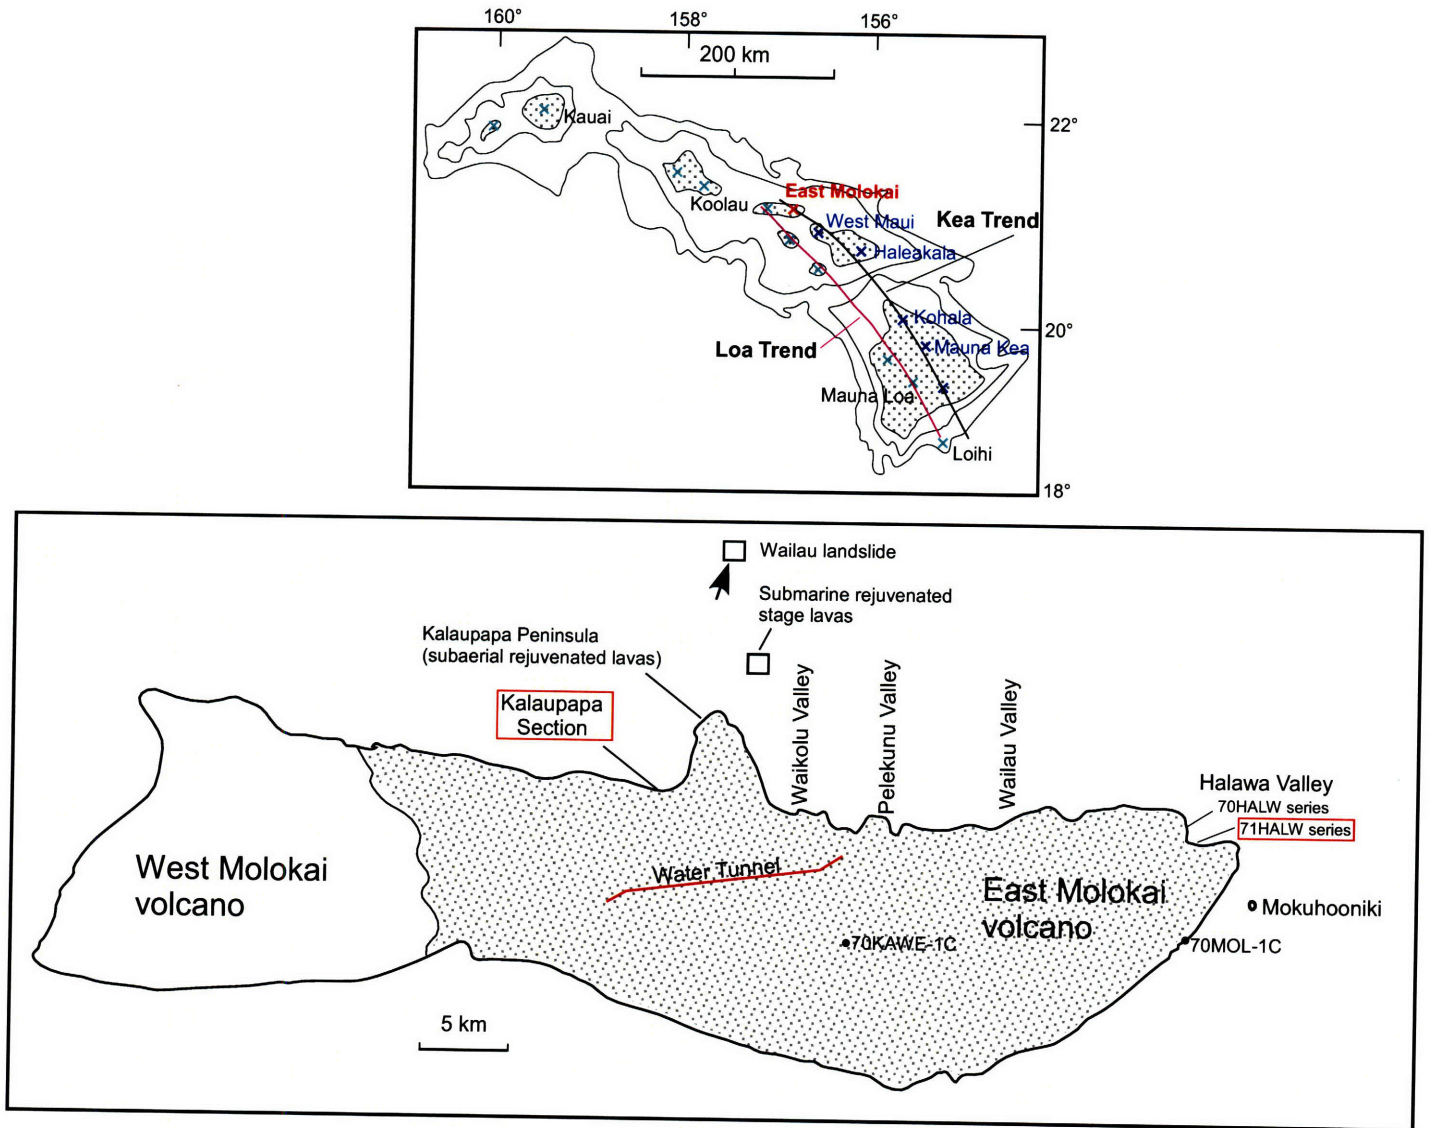 160°
158°
156°
200 km
Kauai
22°
East Molokai
Koolau
West Maui
Kea Trend
Haleakala
Kohala
20°
Loa Trend
Mauna Kea
Mauna Loa
Loihi
18°
Wailau landslide
Submarine rejuvenated
stage lavas
Kalaupapa Peninsula
(subaerial rejuvenated lavas)
Kalaupapa
Section
Waikolu Valley
Pelekunu Valley
Wailau Valley
Halawa Valley
70HALW series
71HALW series
West Molokai
volcano
Water Tunnel
East Molokai
volcano
Mokuhooniki
70KAWE-1C
70MOL-1C
5 km